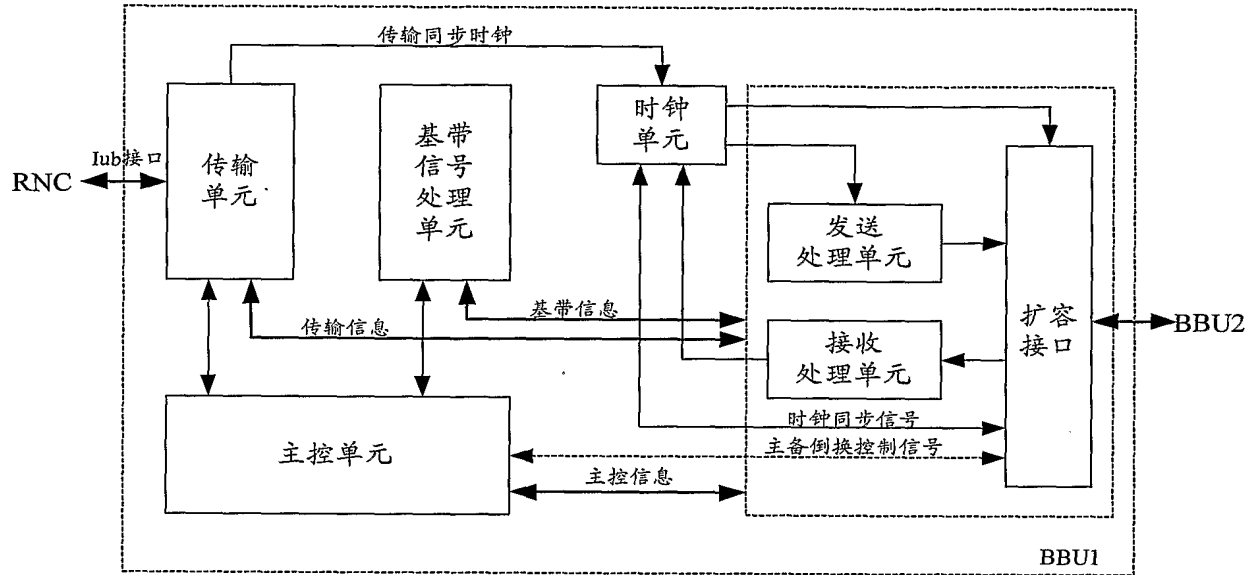 传输同步时钟
时钟
单元
基带
信号
处理
单元
传输
单元
Iub接口
RNC
发送
处理单元
基带信息
传输信息
接收
处理单元
扩容
接口
BBU2
时钟同步信号
主备倒换控制信号
主控单元
主控信息
BBU1